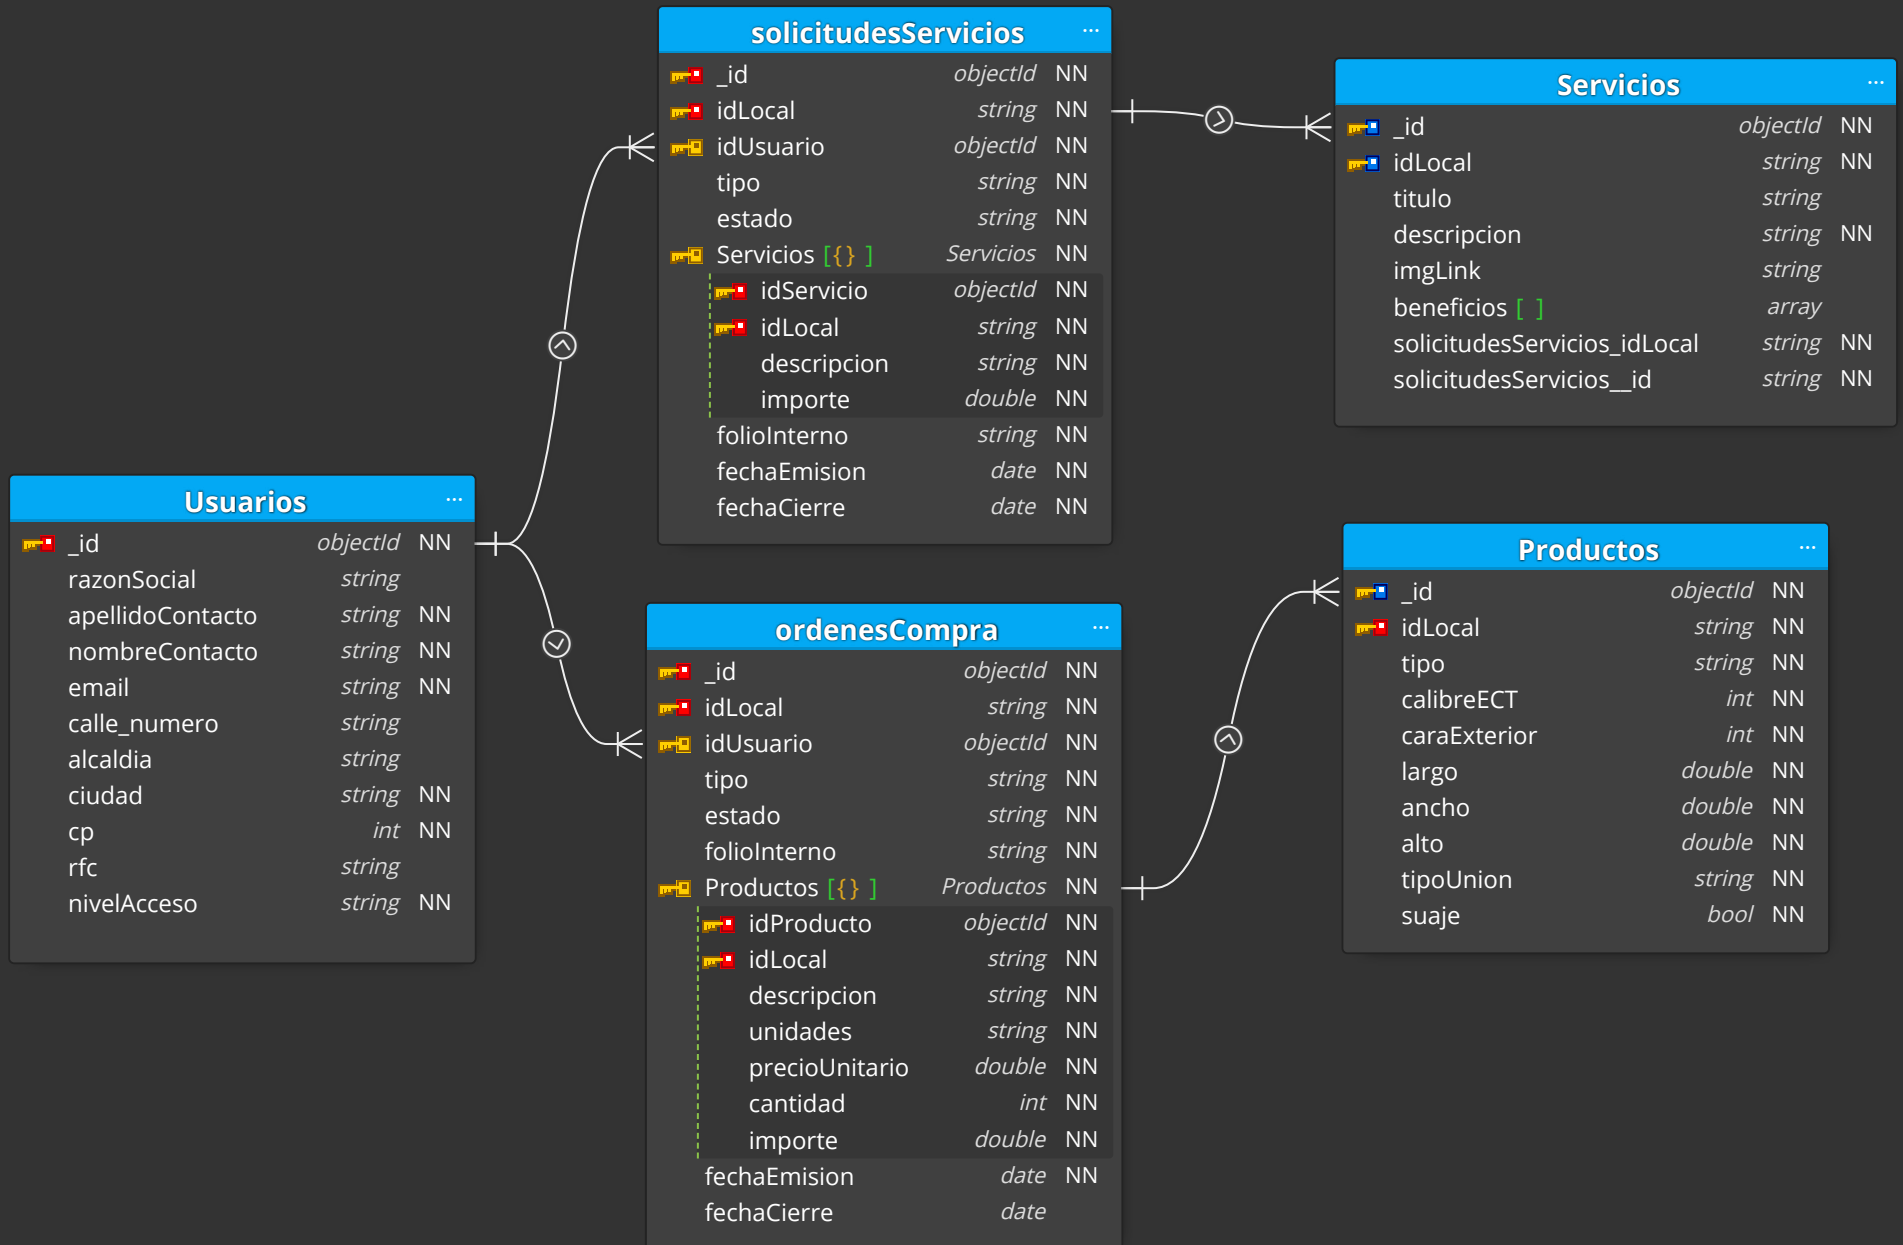 solicitudesServicios ...
_id objectId NN
idLocal string NN
idUsuario objectId NN
tipo string NN
estado string NN
Servicios [{} ] Servicios NN
idServicio objectId NN
idLocal string NN
descripcion string NN
importe double NN
folioInterno string NN
fechaEmision date NN
fechaCierre date NN
Servicios ...
_id objectId NN
idLocal string NN
titulo string
descripcion string NN
imgLink string
beneficios [ ] array
solicitudesServicios_idLocal string NN
solicitudesServicios__id string NN
Usuarios ...
_id objectId NN
razonSocial string
apellidoContacto string NN
nombreContacto string NN
email string NN
calle_numero string
alcaldia string
ciudad string NN
cp int NN
rfc string
nivelAcceso string NN
ordenesCompra ...
_id objectId NN
idLocal string NN
idUsuario objectId NN
tipo string NN
estado string NN
folioInterno string NN
Productos [{} ] Productos NN
idProducto objectId NN
idLocal string NN
descripcion string NN
unidades string NN
precioUnitario double NN
cantidad int NN
importe double NN
fechaEmision date NN
fechaCierre date
Productos ...
_id objectId NN
idLocal string NN
tipo string NN
calibreECT int NN
caraExterior int NN
largo double NN
ancho double NN
alto double NN
tipoUnion string NN
suaje bool NN